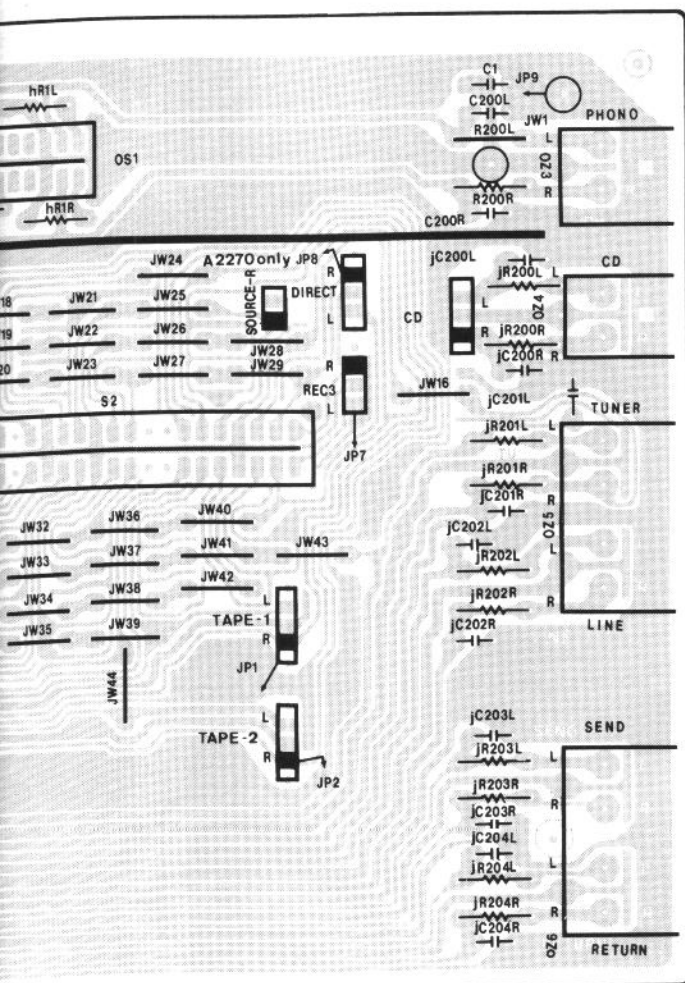 C1
JP9
hR1L
C200L
JW1
PHONO
R200L
L
OS1
OZ3
R
R200R
hR1R
C200R
JW24
A2270only
JP8
jC200L
CD
R
jR200L
L
SOURCE-R
DIRECT
L
OZ4
18
JW21
JW25
L
CD
R
jR200R
R
19
JW22
JW26
JW28
jC200R
20
JW23
JW27
JW29
R
REC3
L
JW16
jC201L
S2
TUNER
jR201L
L
JP7
jR201R
R
jC201R
JW32
JW36
JW40
jC202L
OZ5
JW33
JW37
JW41
JW43
jR202L
L
JW34
JW38
JW42
L
jR202R
R
JW35
JW39
TAPE-1
R
jC202R
LINE
JP1
JW44
L
jC203L
SEND
TAPE-2
R
jR203L
L
JP2
jR203R
R
jC203R
jC204L
L
jR204L
jR204R
R
jC204R
OZ6
RETURN